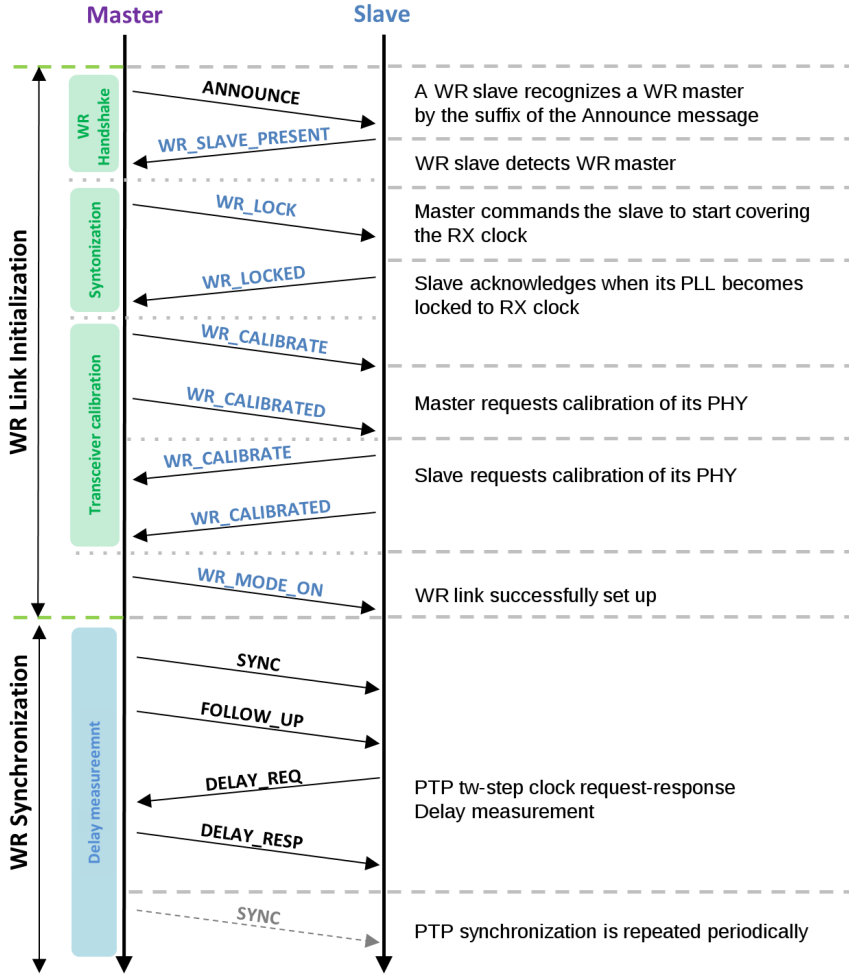 Master
Slave
WR Link Initialization
WR
Handshake
ANNOUNCE
A WR slave recognizes a WR master
by the suffix of the Announce message
WR_SLAVE_PRESENT
WR slave detects WR master
Syntonization
WR_LOCK
Master commands the slave to start covering
the RX clock
WR_LOCKED
Slave acknowledges when its PLL becomes
locked to RX clock
Transceiver calibration
WR_CALIBRATE
WR_CALIBRATED
Master requests calibration of its PHY
WR_CALIBRATE
Slave requests calibration of its PHY
WR_CALIBRATED
WR_MODE_ON
WR link successfully set up
WR Synchronization
Delay measureemnt
SYNC
FOLLOW_UP
DELAY_REQ
PTP tw-step clock request-response
Delay measurement
DELAY_RESP
SYNC
PTP synchronization is repeated periodically